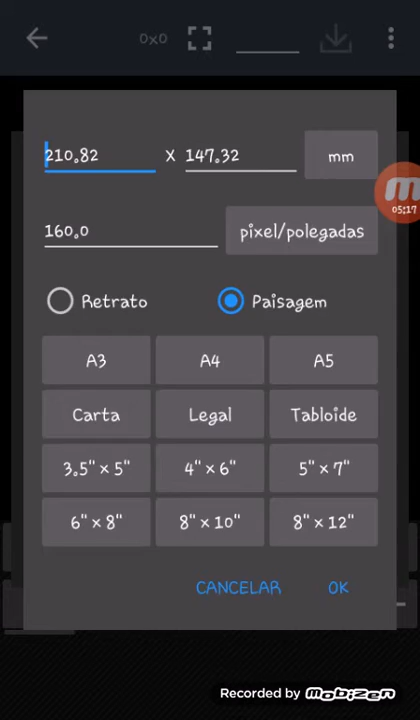 0x0
210.82 X 147.32 mm
05:17
160.0 pixel/polegadas
Retrato Paisagem
A3 A4 A5
Carta Legal Tabloide
3.5" x 5" 4" x 6" 5" x 7"
6" x 8" 8" x 10" 8" x 12"
CANCELAR OK
Recorded by mobizen